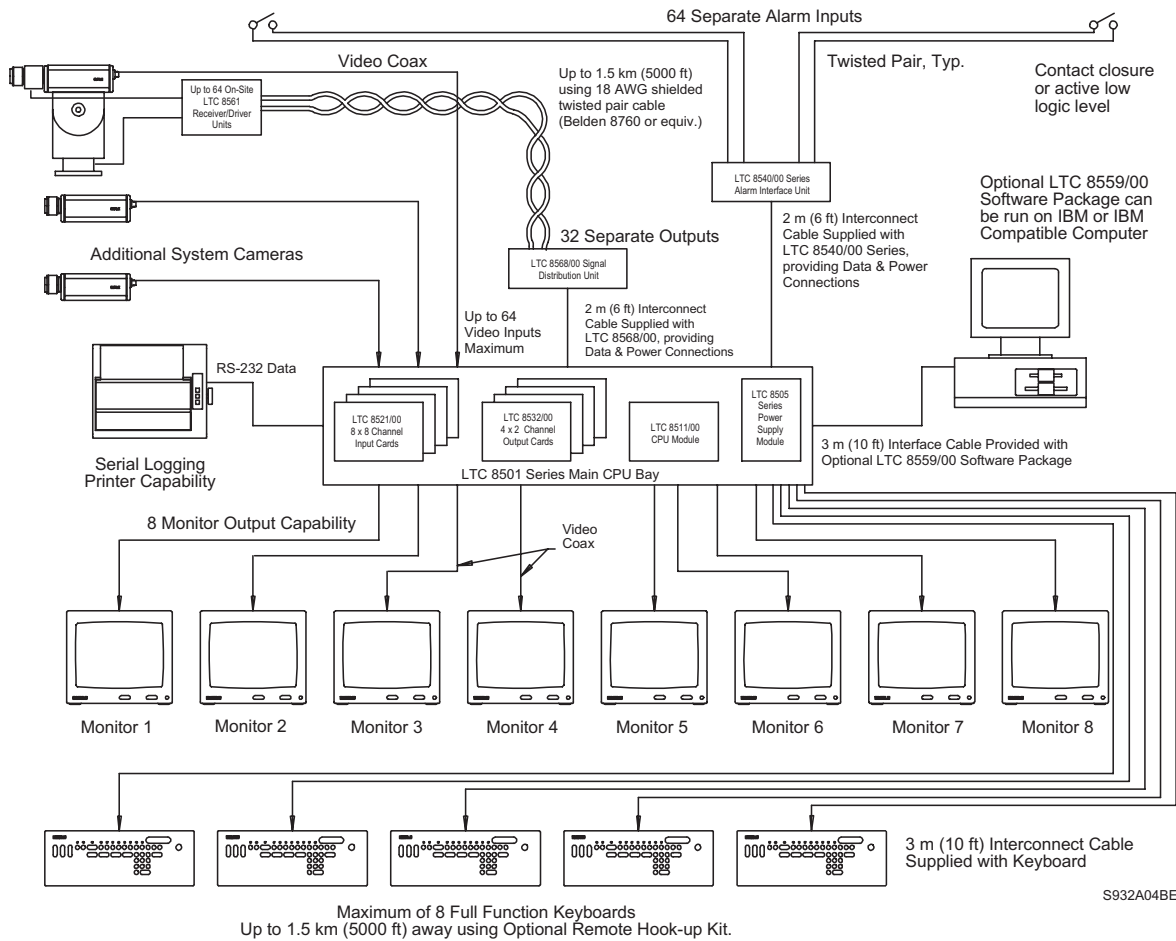 64 Separate Alarm Inputs
Video Coax
Twisted Pair, Typ.
Up to 64 On-Site
LTC 8561
Receiver/Driver
Units
Up to 1.5 km (5000 ft)
using 18 AWG shielded
twisted pair cable
(Belden 8760 or equiv.)
Contact closure
or active low
logic level
LTC 8540/00 Series
Alarm Interface Unit
Optional LTC 8559/00
Software Package can
be run on IBM or IBM
Compatible Computer
2 m (6 ft) Interconnect
Cable Supplied with
LTC 8540/00 Series,
providing Data & Power
Connections
32 Separate Outputs
LTC 8568/00 Signal
Distribution Unit
Additional System Cameras
2 m (6 ft) Interconnect
Cable Supplied with
LTC 8568/00, providing
Data & Power Connections
Up to 64
Video Inputs
Maximum
RS-232 Data
LTC 8521/00
8 x 8 Channel
Input Cards
LTC 8532/00
4 x 2 Channel
Output Cards
LTC 8511/00
CPU Module
LTC 8505
Series
Power
Supply
Module
LTC 8501 Series Main CPU Bay
3 m (10 ft) Interface Cable Provided with
Optional LTC 8559/00 Software Package
Serial Logging
Printer Capability
8 Monitor Output Capability
Video
Coax
Monitor 1
Monitor 2
Monitor 3
Monitor 4
Monitor 5
Monitor 6
Monitor 7
Monitor 8
3 m (10 ft) Interconnect Cable
Supplied with Keyboard
S932A04BE
Maximum of 8 Full Function Keyboards
Up to 1.5 km (5000 ft) away using Optional Remote Hook-up Kit.